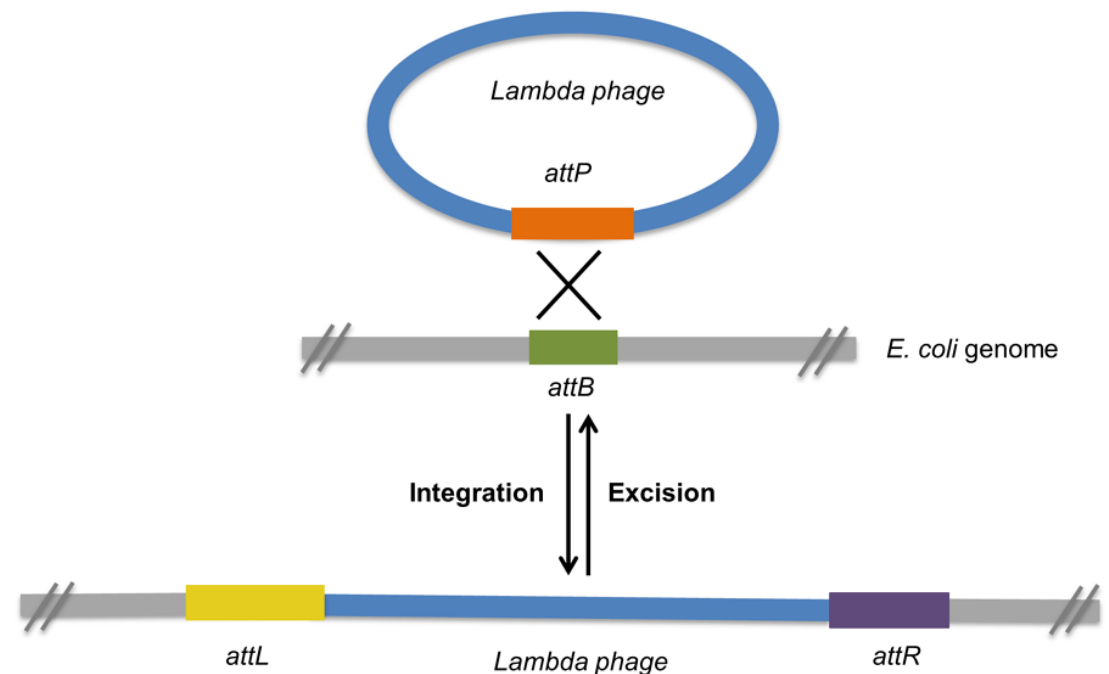 Lambda phage
attP
E. coli genome
attB
Integration Excision
attL Lambda phage attR